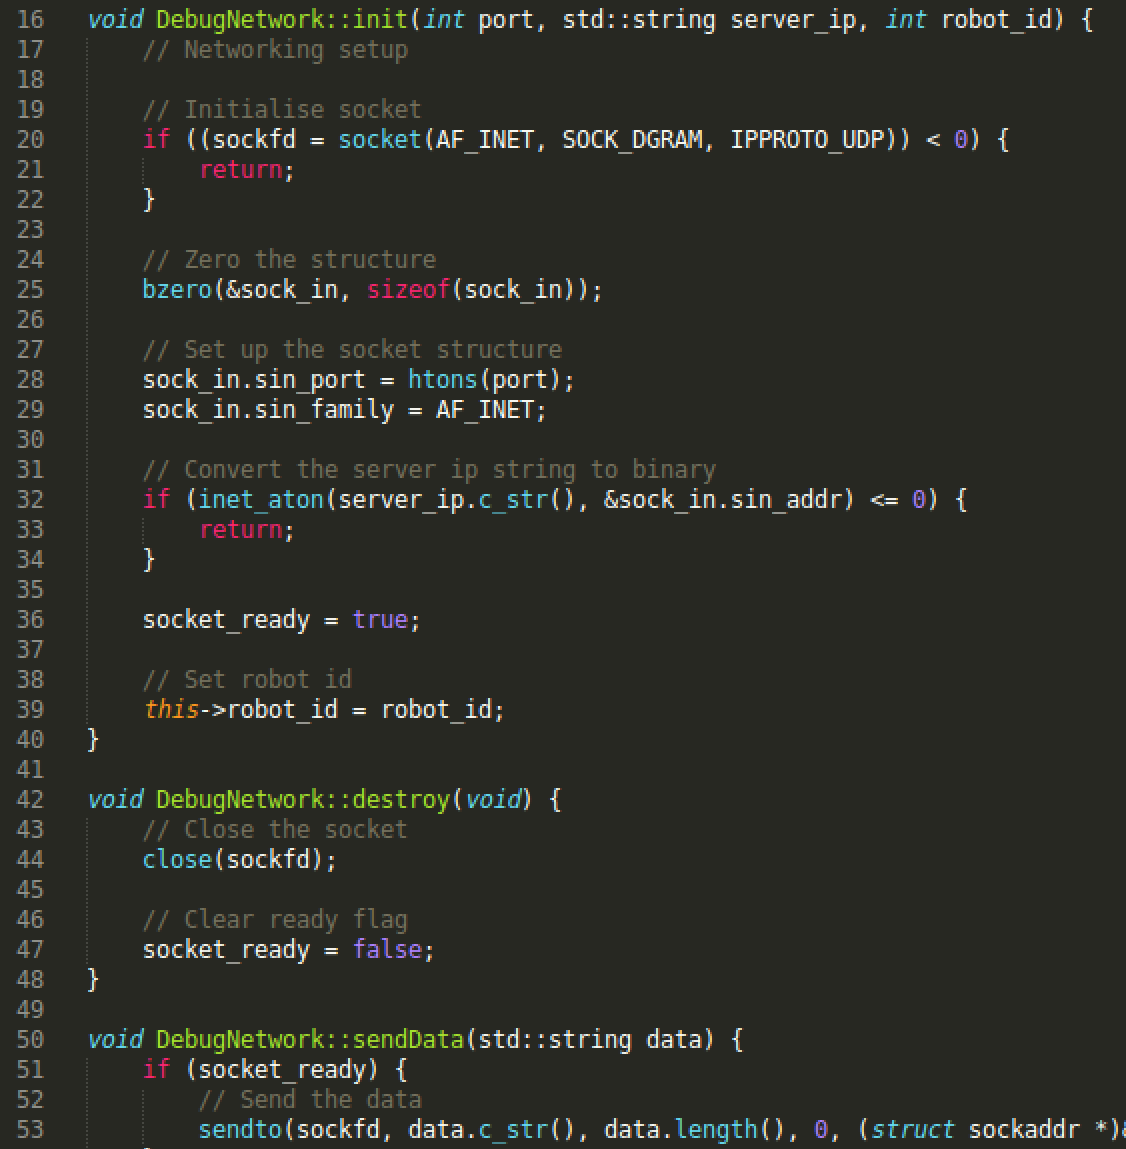 16 void DebugNetwork::init(int port, std::string server_ip, int robot_id) {
17     // Networking setup
18
19     // Initialise socket
20     if ((sockfd = socket(AF_INET, SOCK_DGRAM, IPPROTO_UDP)) < 0) {
21         return;
22     }
23
24     // Zero the structure
25     bzero(&sock_in, sizeof(sock_in));
26
27     // Set up the socket structure
28     sock_in.sin_port = htons(port);
29     sock_in.sin_family = AF_INET;
30
31     // Convert the server ip string to binary
32     if (inet_aton(server_ip.c_str(), &sock_in.sin_addr) <= 0) {
33         return;
34     }
35
36     socket_ready = true;
37
38     // Set robot id
39     this->robot_id = robot_id;
40 }
41
42 void DebugNetwork::destroy(void) {
43     // Close the socket
44     close(sockfd);
45
46     // Clear ready flag
47     socket_ready = false;
48 }
49
50 void DebugNetwork::sendData(std::string data) {
51     if (socket_ready) {
52         // Send the data
53         sendto(sockfd, data.c_str(), data.length(), 0, (struct sockaddr *)